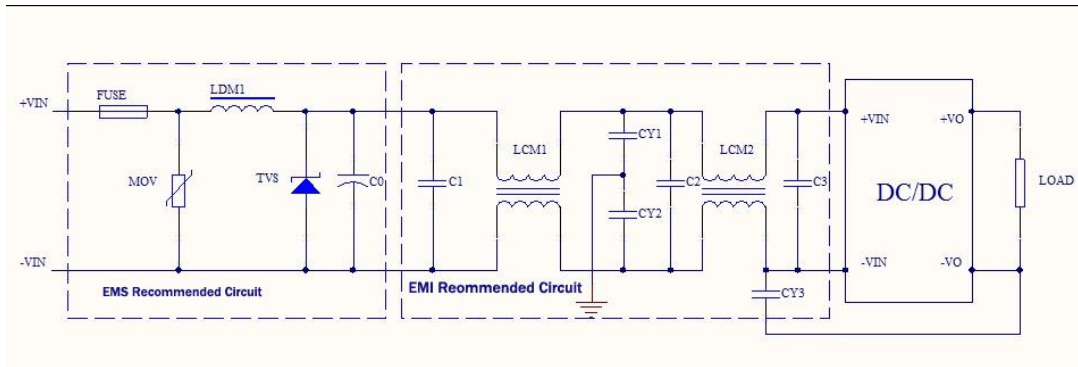 FUSE
LDM1
+VIN
MOV
TVS
C0
-VIN
EMS Recommended Circuit
C1
LCM1
CY1
CY2
C2
LCM2
C3
EMI Reommended Circuit
CY3
+VIN
+VO
DC/DC
-VIN
-VO
LOAD